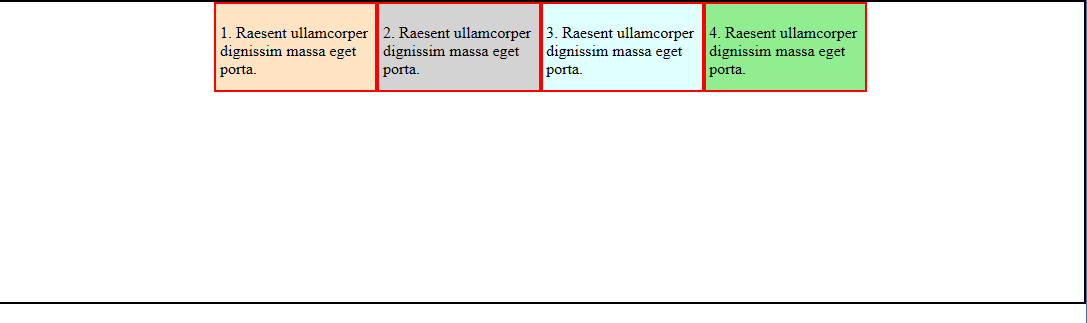 1. Raesent ullamcorper
dignissim massa eget
porta.
2. Raesent ullamcorper
dignissim massa eget
porta.
3. Raesent ullamcorper
dignissim massa eget
porta.
4. Raesent ullamcorper
dignissim massa eget
porta.